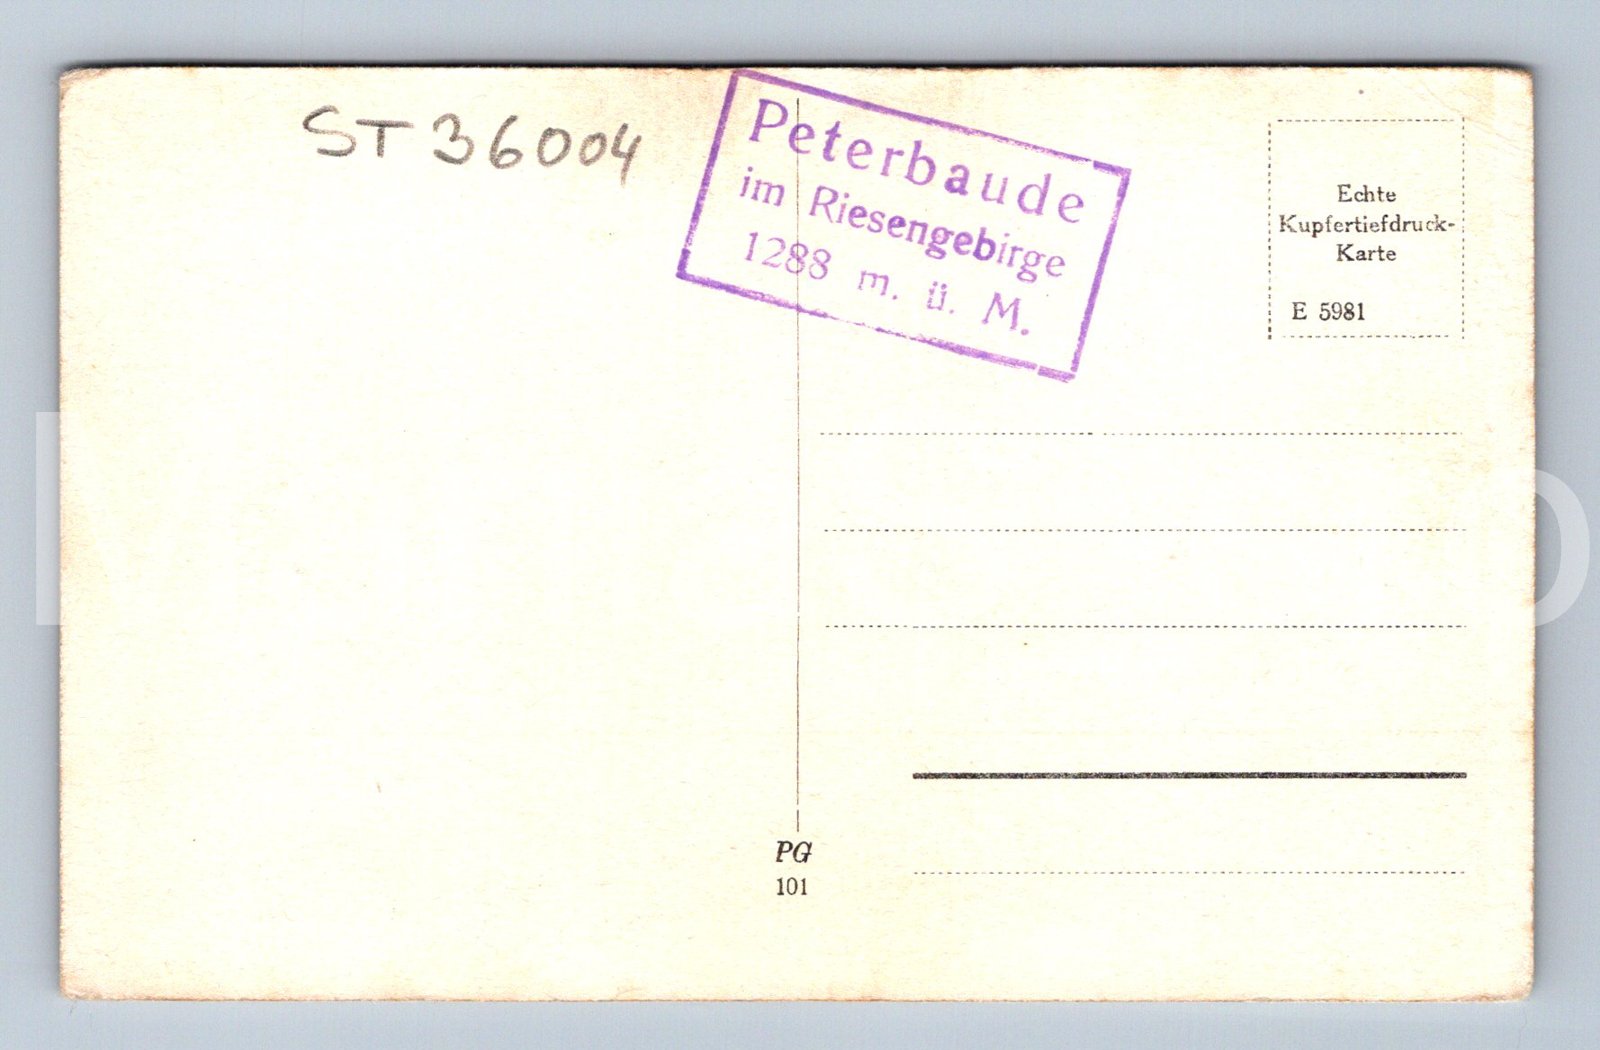 ST 36004
Peterbaude
im Riesengebirge
1288 m. ü. M.
Echte
Kupfertiefdruck-
Karte
E 5981
PG
101